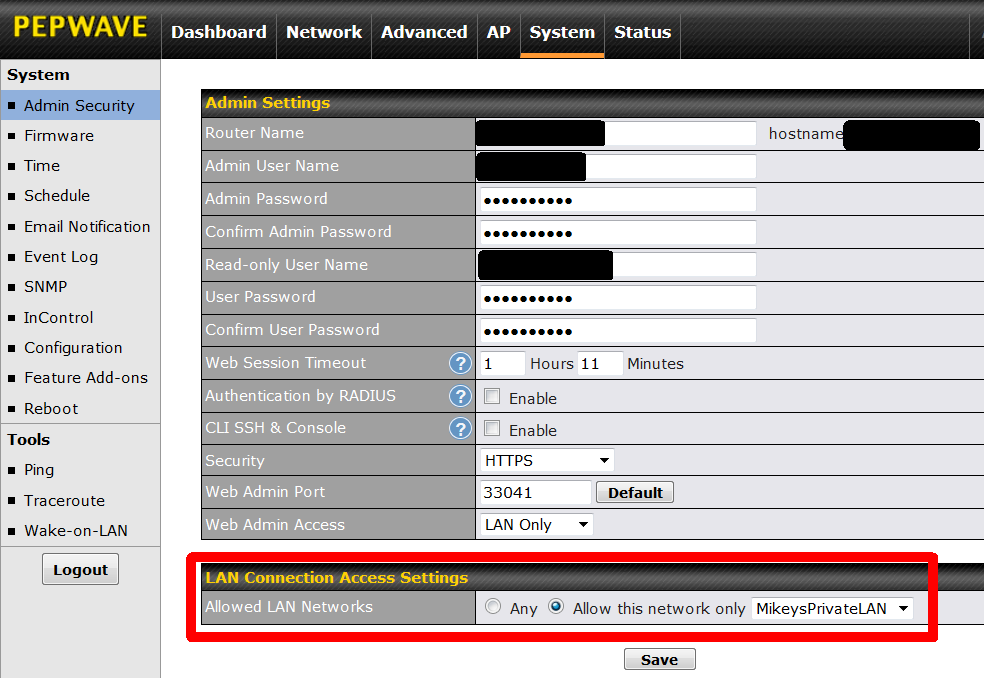 PEPWAVE
Dashboard Network Advanced AP System Status
System
Admin Security
Firmware
Time
Schedule
Email Notification
Event Log
SNMP
InControl
Configuration
Feature Add-ons
Reboot
Tools
Ping
Traceroute
Wake-on-LAN
Logout
Admin Settings
Router Name hostname
Admin User Name
Admin Password ●●●●●●●●●●
Confirm Admin Password ●●●●●●●●●●
Read-only User Name
User Password ●●●●●●●●●●
Confirm User Password ●●●●●●●●●●
Web Session Timeout ? 1 Hours 11 Minutes
Authentication by RADIUS ? Enable
CLI SSH & Console ? Enable
Security HTTPS
Web Admin Port 33041 Default
Web Admin Access LAN Only
LAN Connection Access Settings
Allowed LAN Networks Any Allow this network only MikeysPrivateLAN
Save